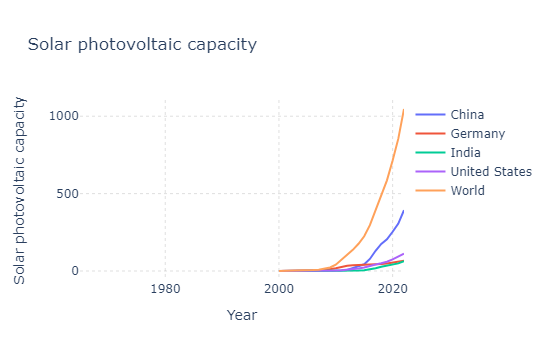 Solar photovoltaic capacity
Solar photovoltaic capacity
1000
500
0
1980
2000
2020
Year
China
Germany
India
United States
World